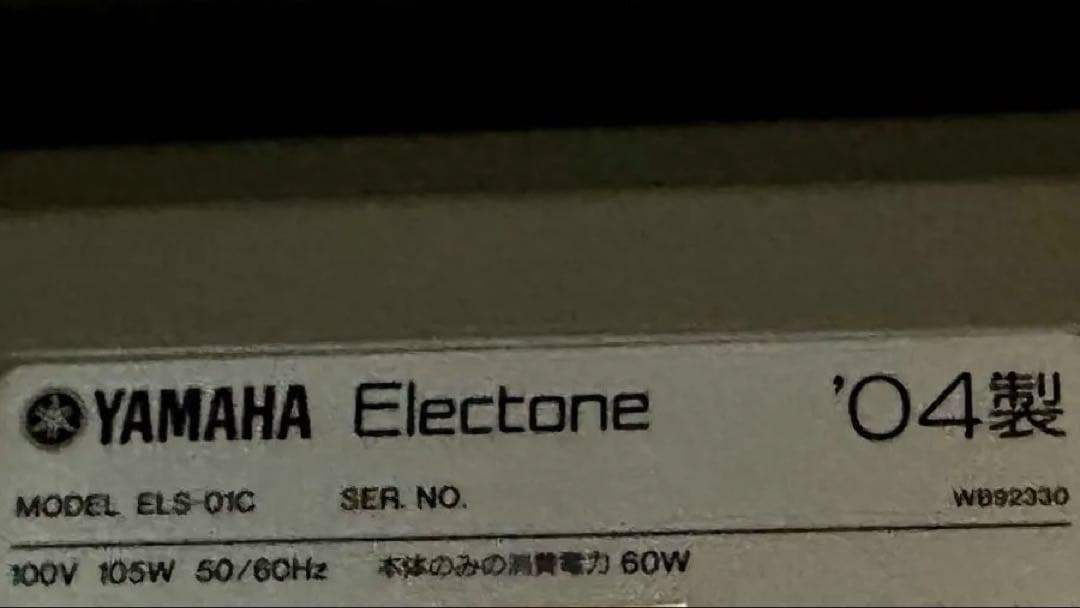 YAMAHA Electone '04製
MODEL ELS-01C SER. NO. WB92330
100V 105W 50/60Hz 本体のみの消費電力 60W